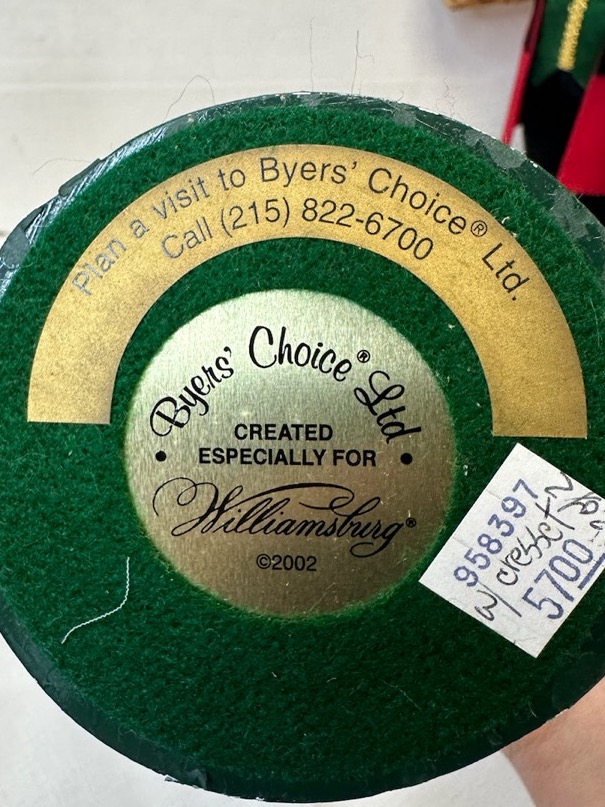 Plan a visit to Byers' Choice® Ltd.
Call (215) 822-6700
Byers' Choice® Ltd
CREATED
• ESPECIALLY FOR •
Williamsburg®
©2002
958397
w/ cresset
5700